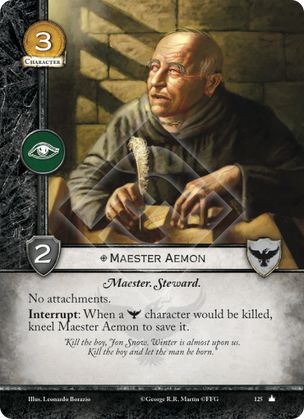 3
CHARACTER
2
MAESTER AEMON
Maester. Steward.
No attachments.
Interrupt: When a character would be killed,
kneel Maester Aemon to save it.
Kill the boy, Jon Snow. Winter is almost upon us.
Kill the boy and let the man be born.
Illus. Leonardo Borazio ©George R.R. Martin ©FFG 125